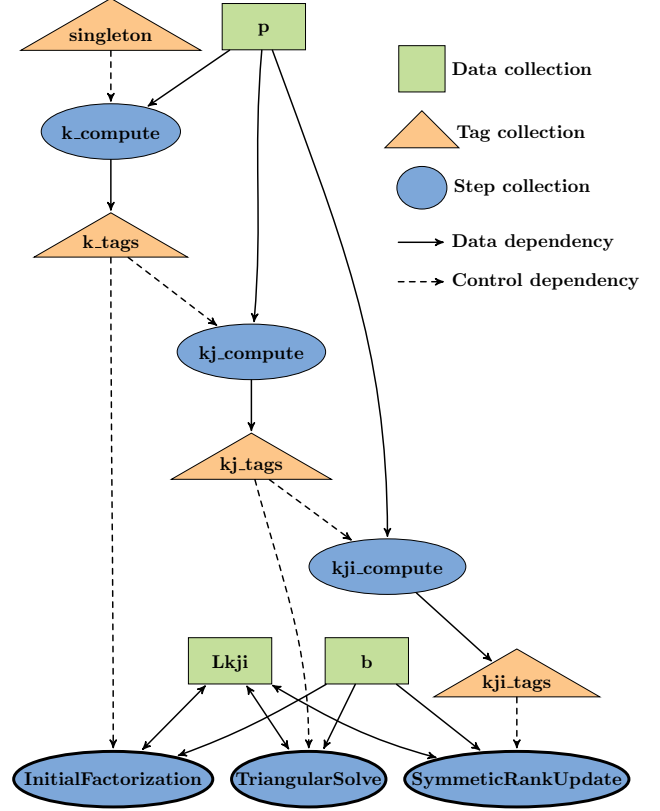 singleton
p
Data collection
k_compute
Tag collection
Step collection
k_tags
Data dependency
Control dependency
kj_compute
kj_tags
kji_compute
Lkji
b
kji_tags
InitialFactorization
TriangularSolve
SymmeticRankUpdate